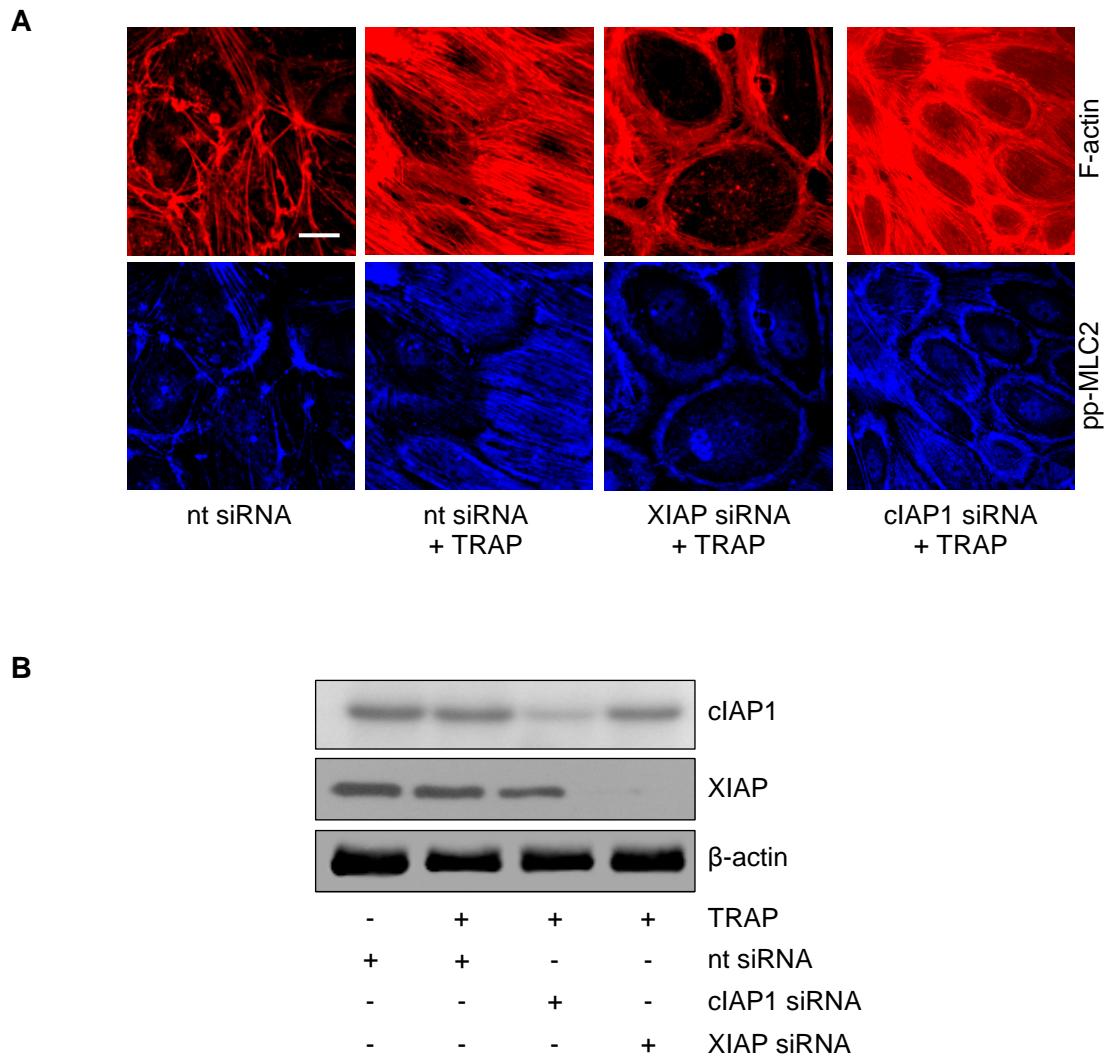 A
F-actin
pp-MLC2
nt siRNA
nt siRNA
+ TRAP
XIAP siRNA
+ TRAP
cIAP1 siRNA
+ TRAP
B
cIAP1
XIAP
β-actin
- + + + TRAP
+ + - - nt siRNA
- - + - cIAP1 siRNA
- - - + XIAP siRNA